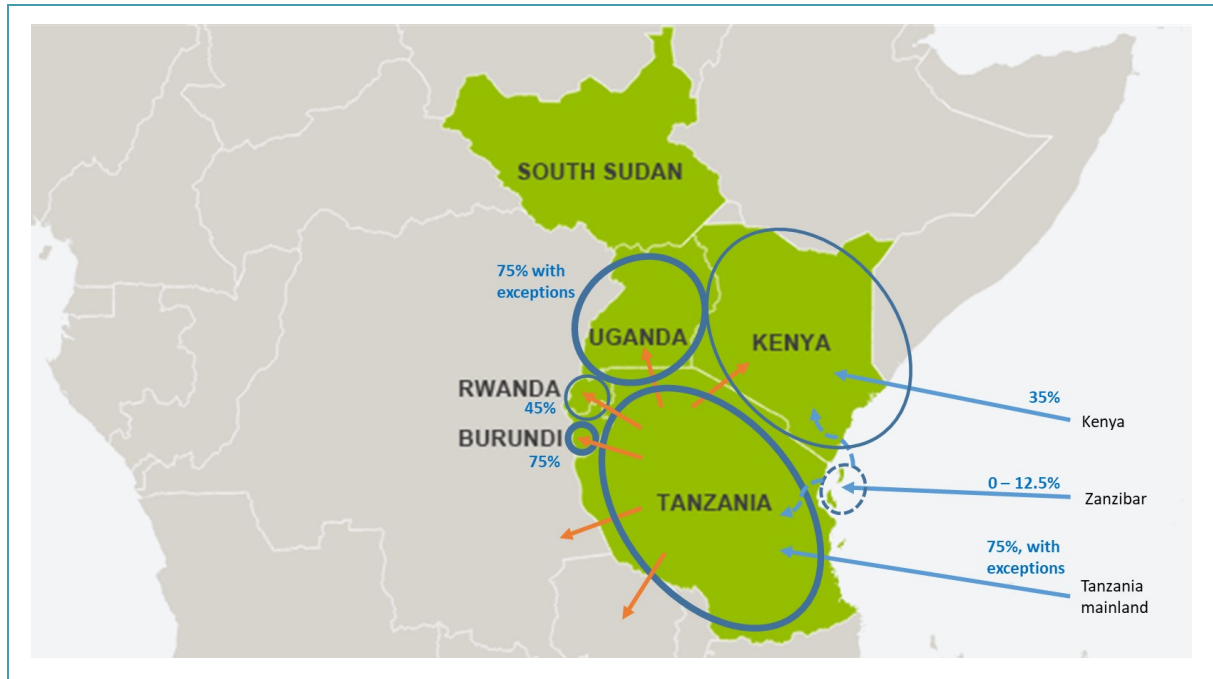 SOUTH SUDAN
75% with
exceptions
UGANDA
KENYA
RWANDA
45%
BURUNDI
75%
TANZANIA
35%
Kenya
0 – 12.5%
Zanzibar
75%, with
exceptions
Tanzania
mainland